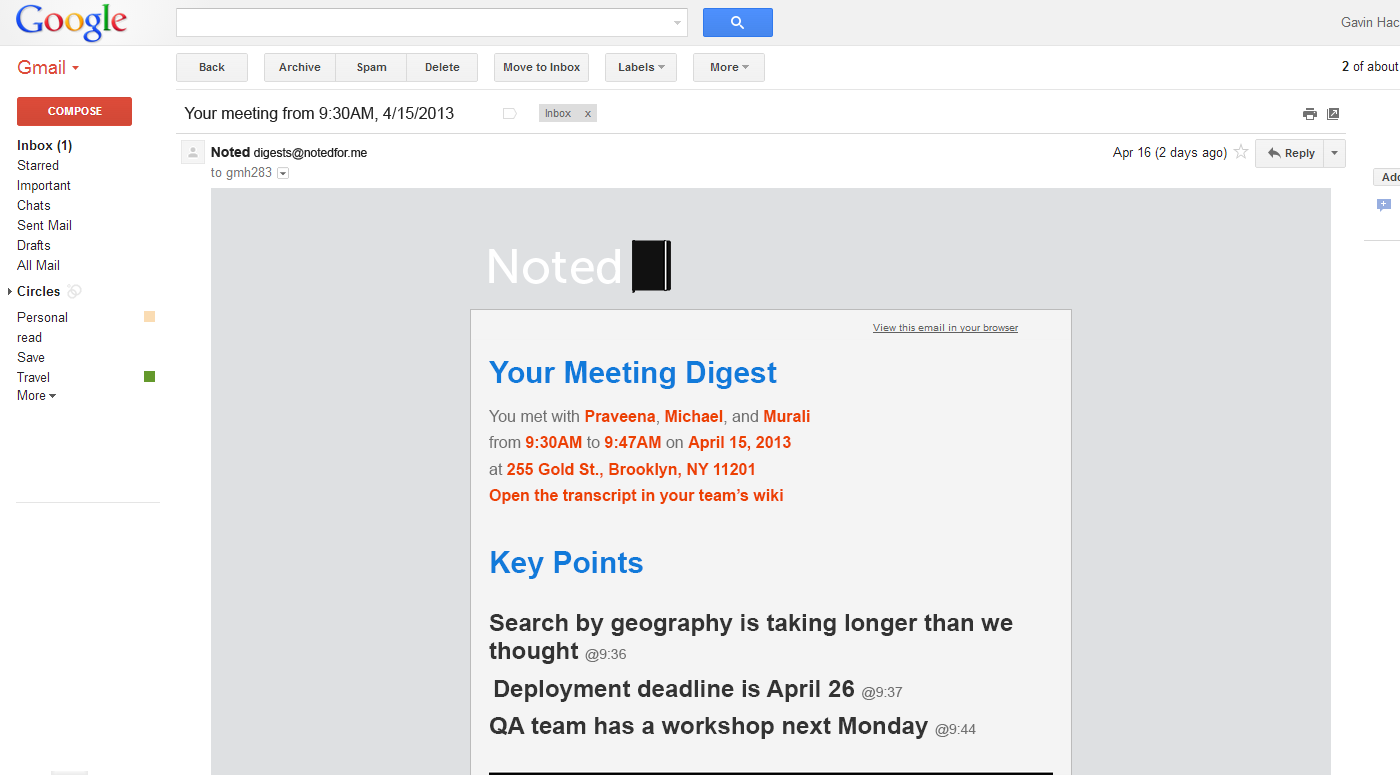 Google
Gavin Hac
Gmail
Back
Archive
Spam
Delete
Move to Inbox
Labels
More
2 of about
COMPOSE
Your meeting from 9:30AM, 4/15/2013
Inbox x
Inbox (1)
Starred
Important
Chats
Sent Mail
Drafts
All Mail
Circles
Personal
read
Save
Travel
More
Noted digests@notedfor.me
to gmh283
Apr 16 (2 days ago)
Reply
Add
Noted
View this email in your browser
Your Meeting Digest
You met with Praveena, Michael, and Murali
from 9:30AM to 9:47AM on April 15, 2013
at 255 Gold St., Brooklyn, NY 11201
Open the transcript in your team’s wiki
Key Points
Search by geography is taking longer than we
thought @9:36
Deployment deadline is April 26 @9:37
QA team has a workshop next Monday @9:44